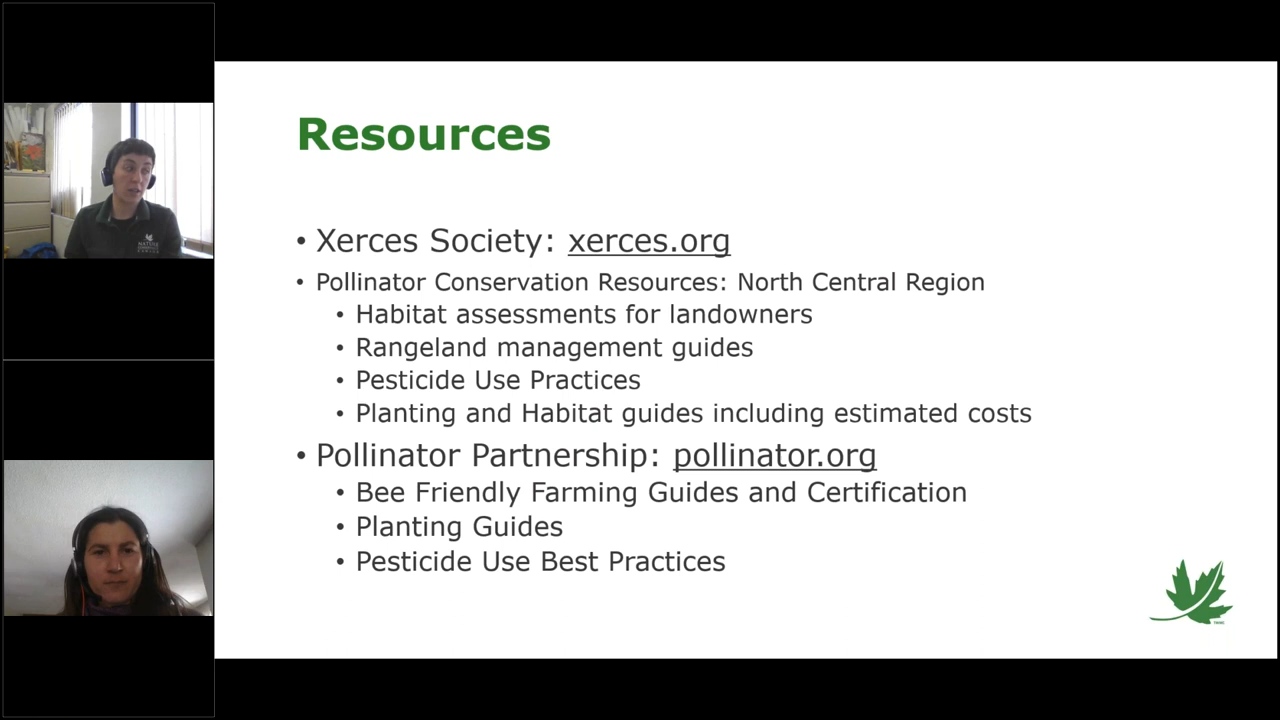 Resources
• Xerces Society: xerces.org
• Pollinator Conservation Resources: North Central Region
• Habitat assessments for landowners
• Rangeland management guides
• Pesticide Use Practices
• Planting and Habitat guides including estimated costs
• Pollinator Partnership: pollinator.org
• Bee Friendly Farming Guides and Certification
• Planting Guides
• Pesticide Use Best Practices
NATURE